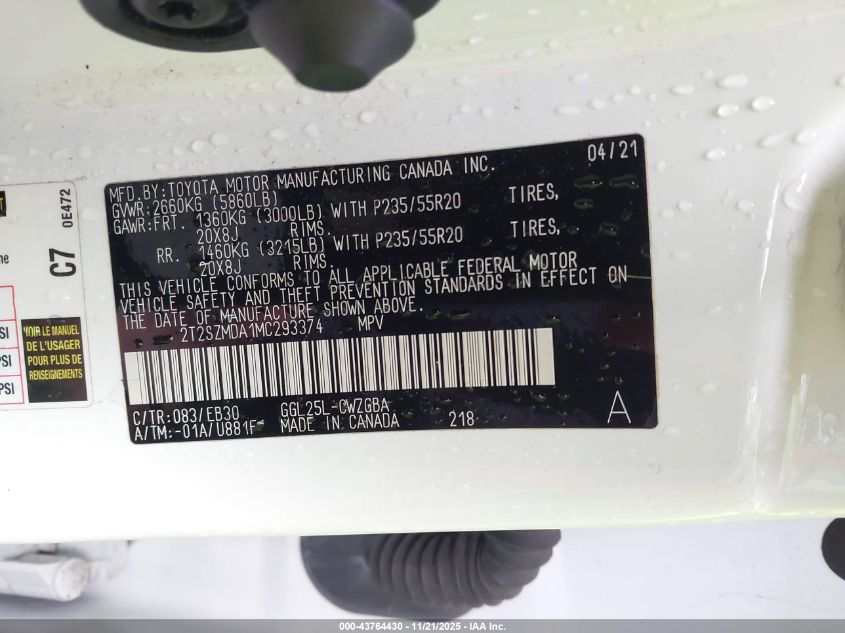 MFD.BY:TOYOTA MOTOR MANUFACTURING CANADA INC. 04/21
GVWR:2660KG (5860LB)
GAWR:FRT. 1360KG (3000LB) WITH P235/55R20 TIRES,
20X8J RIMS.
RR. 1460KG (3215LB) WITH P235/55R20 TIRES,
20X8J RIMS.
THIS VEHICLE CONFORMS TO ALL APPLICABLE FEDERAL MOTOR
VEHICLE SAFETY AND THEFT PREVENTION STANDARDS IN EFFECT ON
THE DATE OF MANUFACTURE SHOWN ABOVE.
2T2SZMDA1MC293374 MPV
C/TR:083/EB30 GGL25L-CWZGBA
A/TM:-01A/U881F MADE IN CANADA 218 A
C7
0E472
VOIR LE MANUEL
DE L'USAGER
POUR PLUS DE
RENSEIGNEMENTS
PSI
PSI
000-43764430 - 11/21/2025 - IAA Inc.